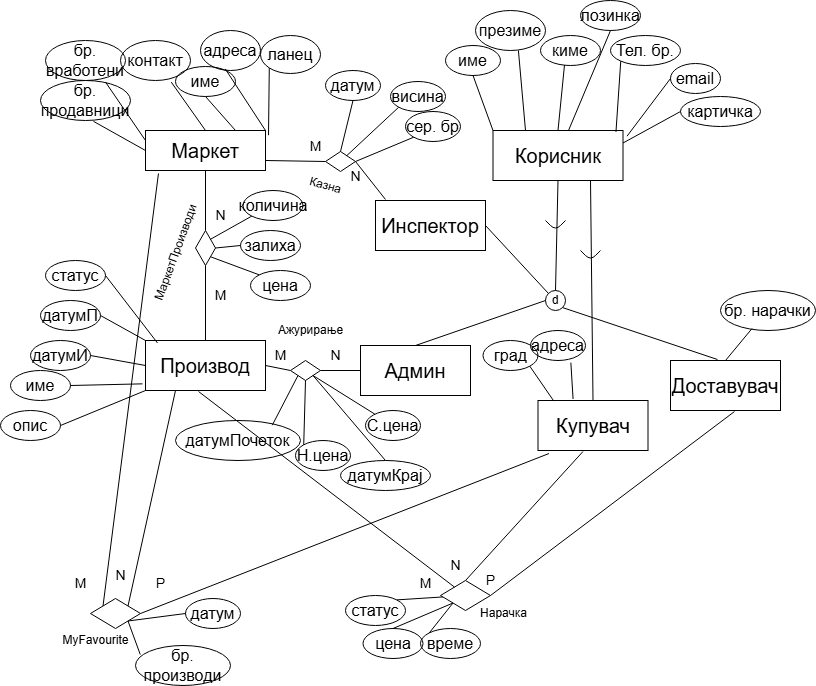 лозинка
презиме
адреса
бр.
вработени
контакт
ланец
име
киме
Тел. бр.
име
email
датум
висина
бр.
продавници
картичка
сер. бр
Маркет
M
Корисник
N
Казна
количина
N
МаркетПроизводи
Инспектор
залиха
статус
цена
M
d
бр. нарачки
датумП
Ажурирање
датумИ
M
N
град
адреса
Производ
Админ
име
Доставувач
опис
С.цена
Купувач
датумПочеток
Н.цена
датумКрај
M
N
P
N
M
P
датум
статус
Нарачка
MyFavourite
цена
време
бр.
производи